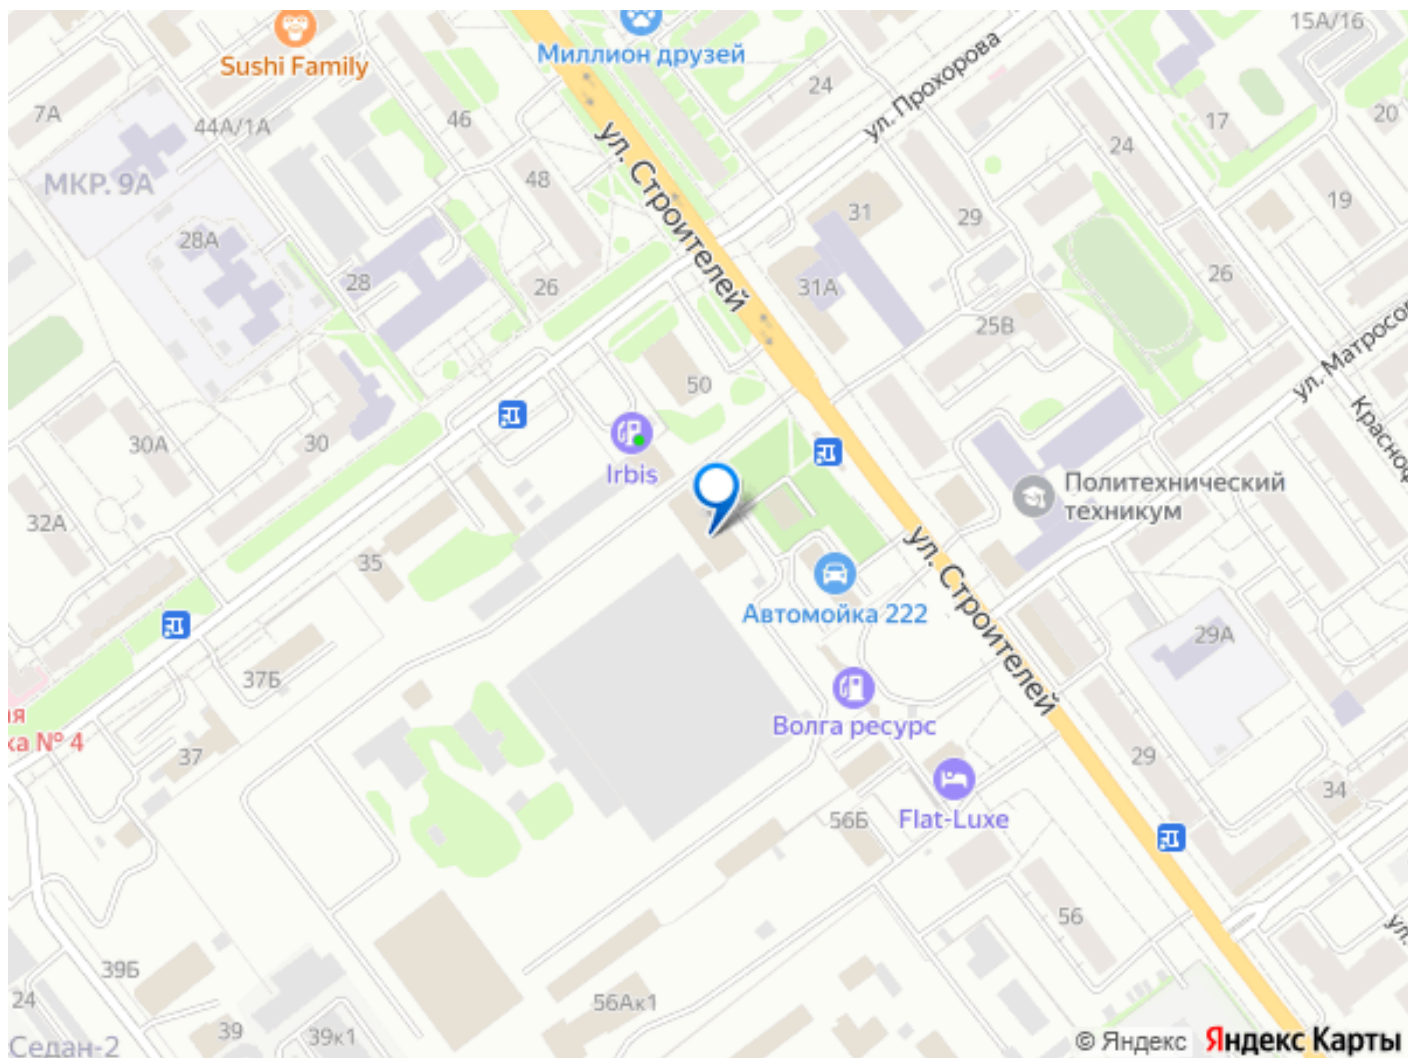 15А/16
Миллион друзей
Sushi Family
24
ул. Прохорова
7А
44А/1А
46
17
20
24
МКР. 9А
48
ул. Строителей
31
29
19
28А
28
26
31А
26
25В
ул. Матросо
50
30А
30
Irbis
Красноф
Политехнический
техникум
32А
35
ул. Строителей
Автомойка 222
29А
37Б
ая
ка № 4
Волга ресурс
37
29
34
56Б
Flat-Luxe
56
ул.
39Б
24
56Ак1
39
39к1
Седан-2
© Яндекс
Яндекс Карты